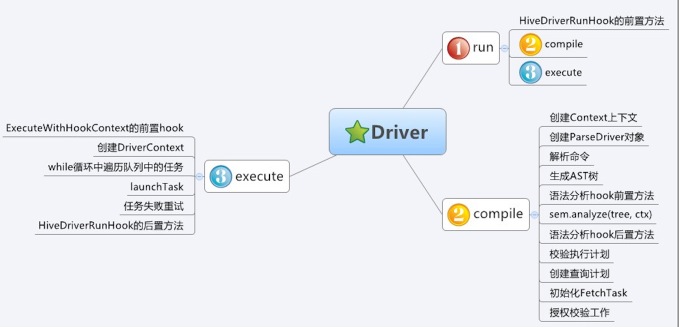 Driver
1 run
HiveDriverRunHook的前置方法
2 compile
3 execute
2 compile
创建Context上下文
创建ParseDriver对象
解析命令
生成AST树
语法分析hook前置方法
sem.analyze(tree, ctx)
语法分析hook后置方法
校验执行计划
创建查询计划
初始化FetchTask
授权校验工作
3 execute
ExecuteWithHookContext的前置hook
创建DriverContext
while循环中遍历队列中的任务
launchTask
任务失败重试
HiveDriverRunHook的后置方法